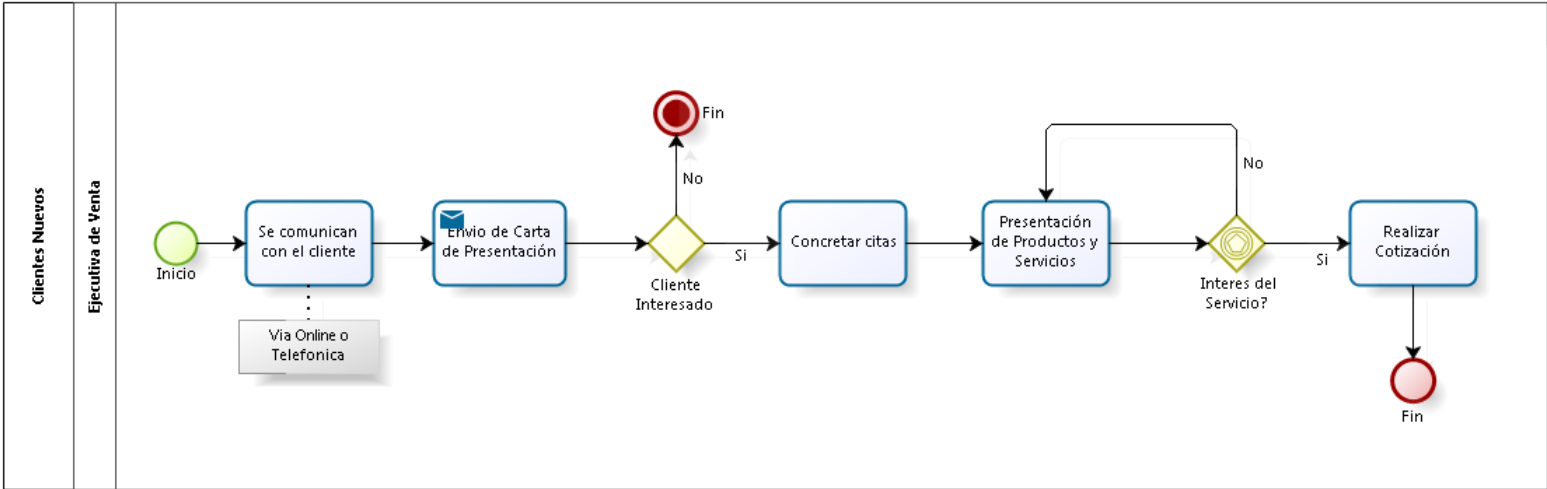 Clientes Nuevos
Ejecutiva de Venta
Inicio
Se comunican
con el cliente
Via Online o
Telefonica
Envio de Carta
de Presentación
Fin
No
Cliente
Interesado
Si
Concretar citas
Presentación
de Productos y
Servicios
No
Interes del
Servicio?
Si
Realizar
Cotización
Fin